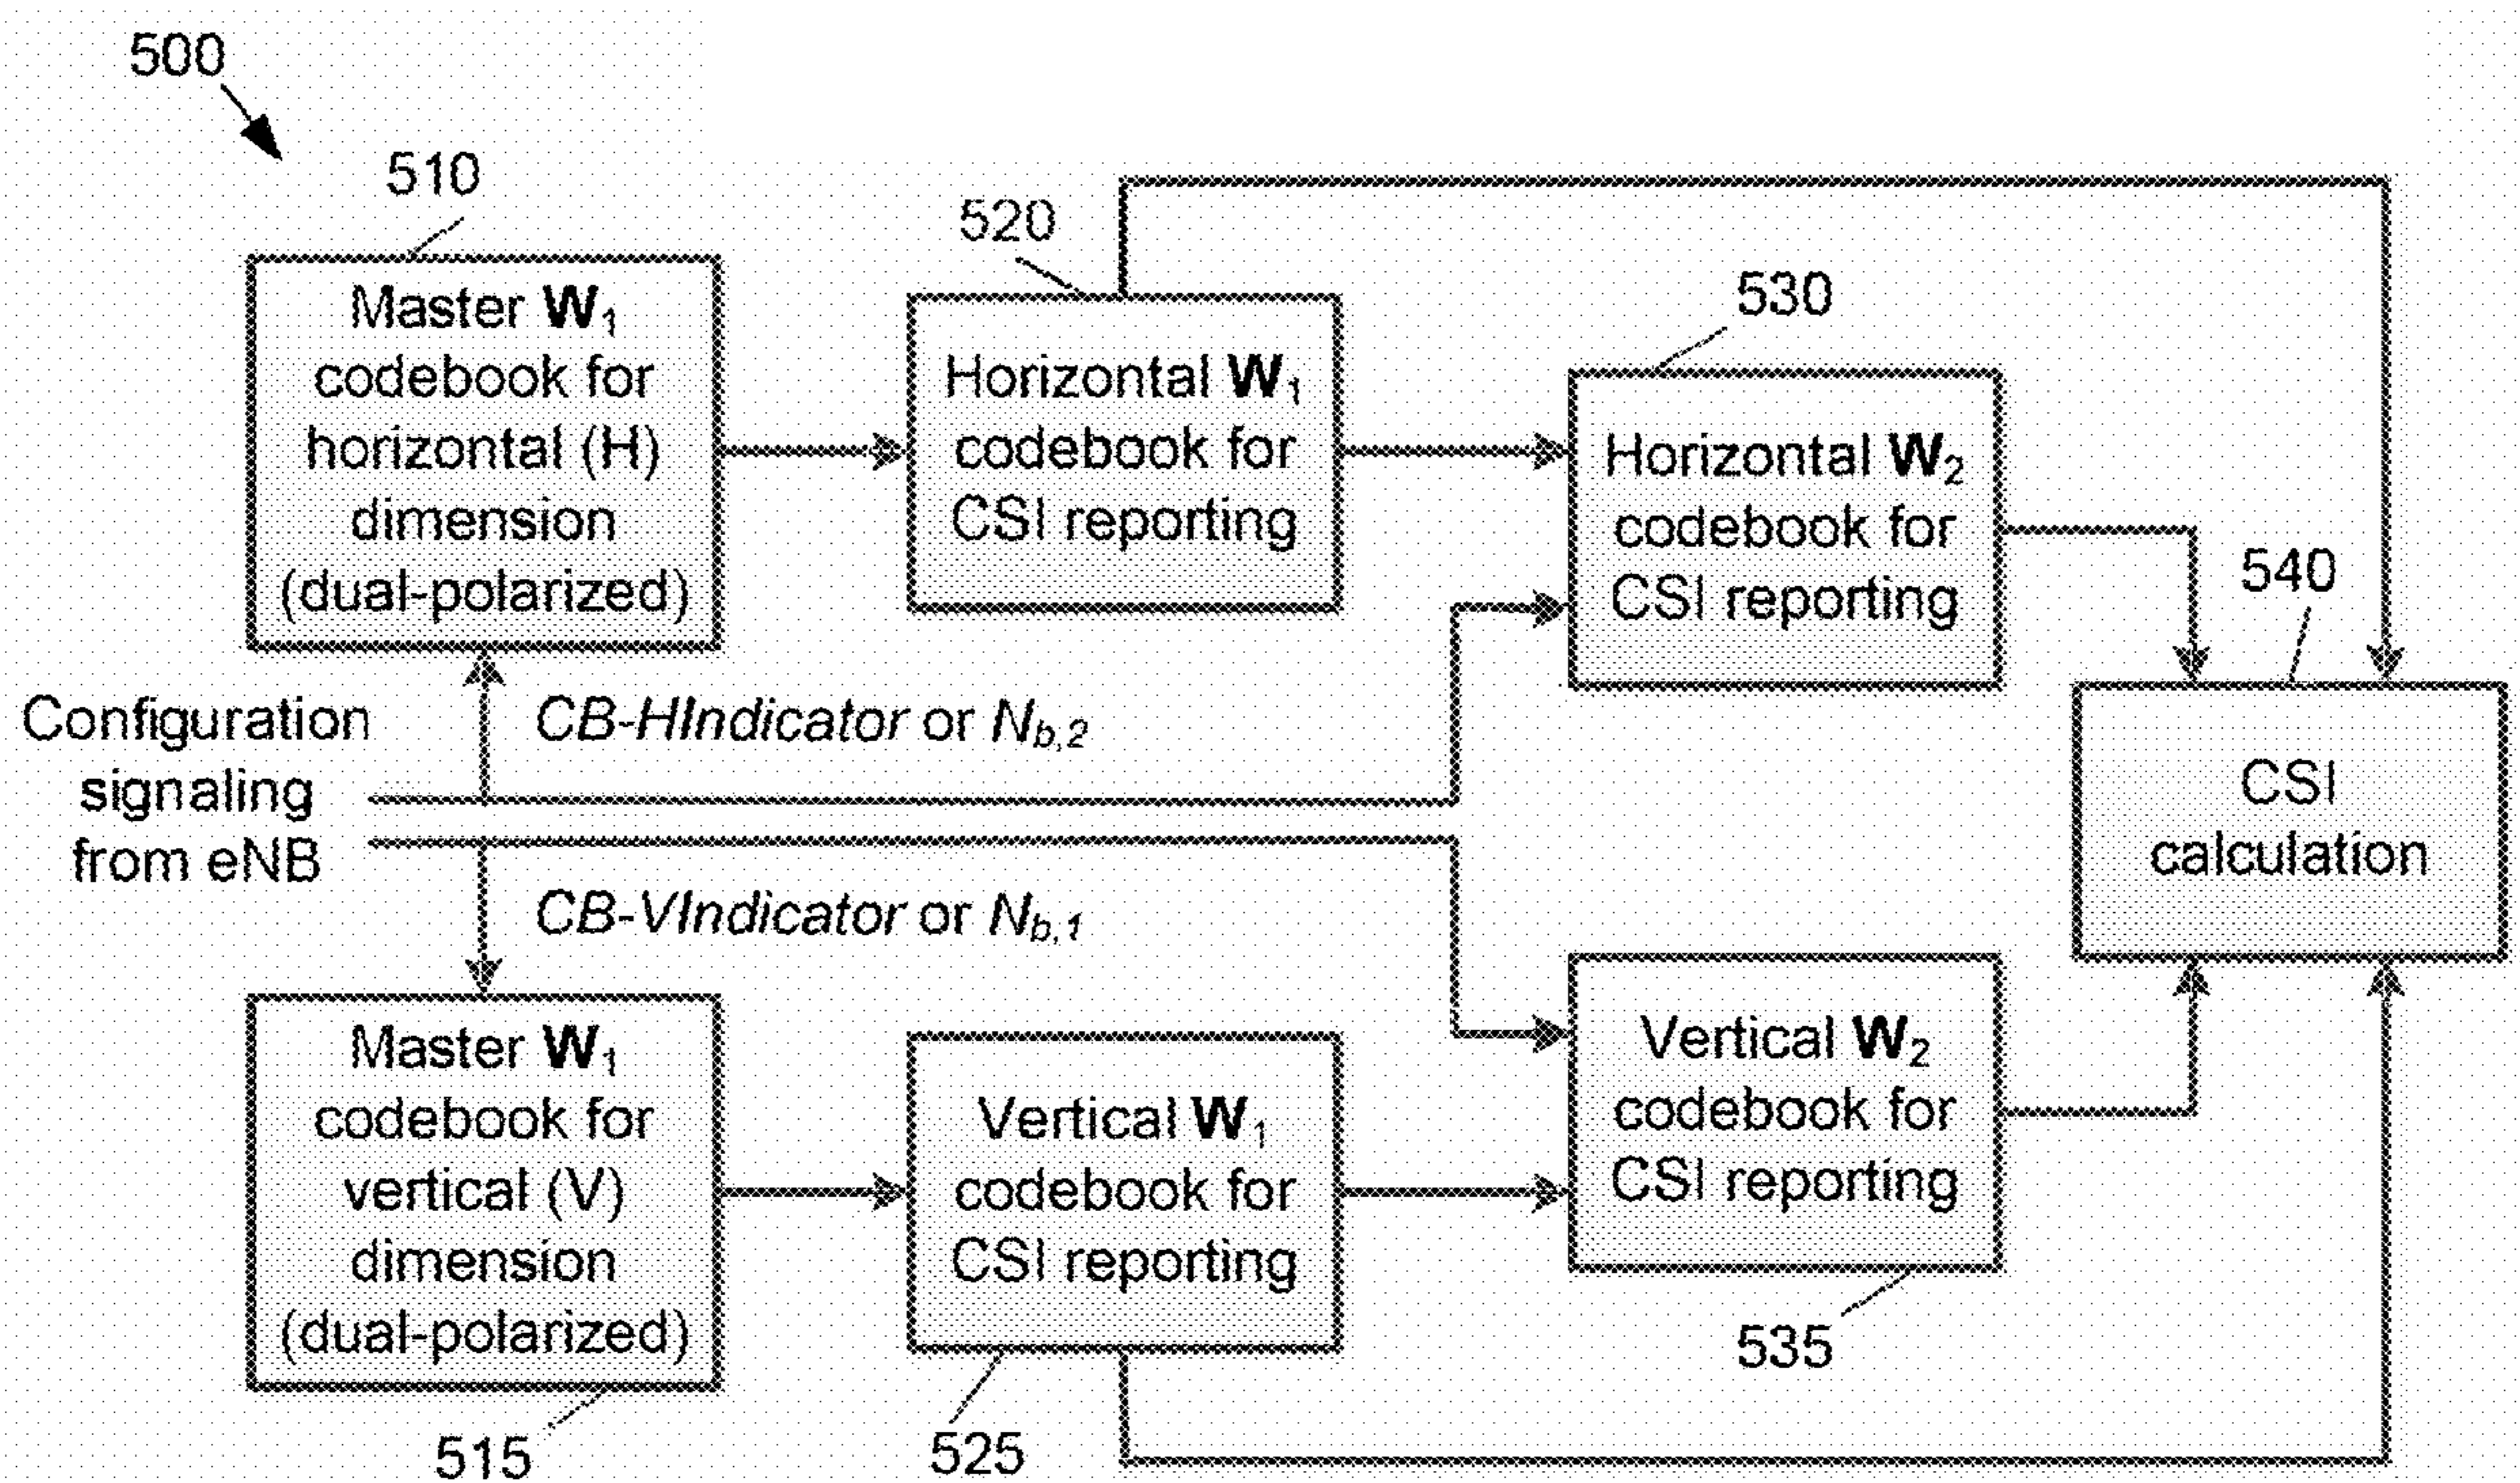 500
510
Master W₁
codebook for
horizontal (H)
dimension
(dual-polarized)
520
Horizontal W₁
codebook for
CSI reporting
530
Horizontal W₂
codebook for
CSI reporting
540
CSI
calculation
Configuration
signaling
from eNB
CB-HIndicator or N_b,2
CB-VIndicator or N_b,1
Master W₁
codebook for
vertical (V)
dimension
(dual-polarized)
515
Vertical W₁
codebook for
CSI reporting
525
Vertical W₂
codebook for
CSI reporting
535